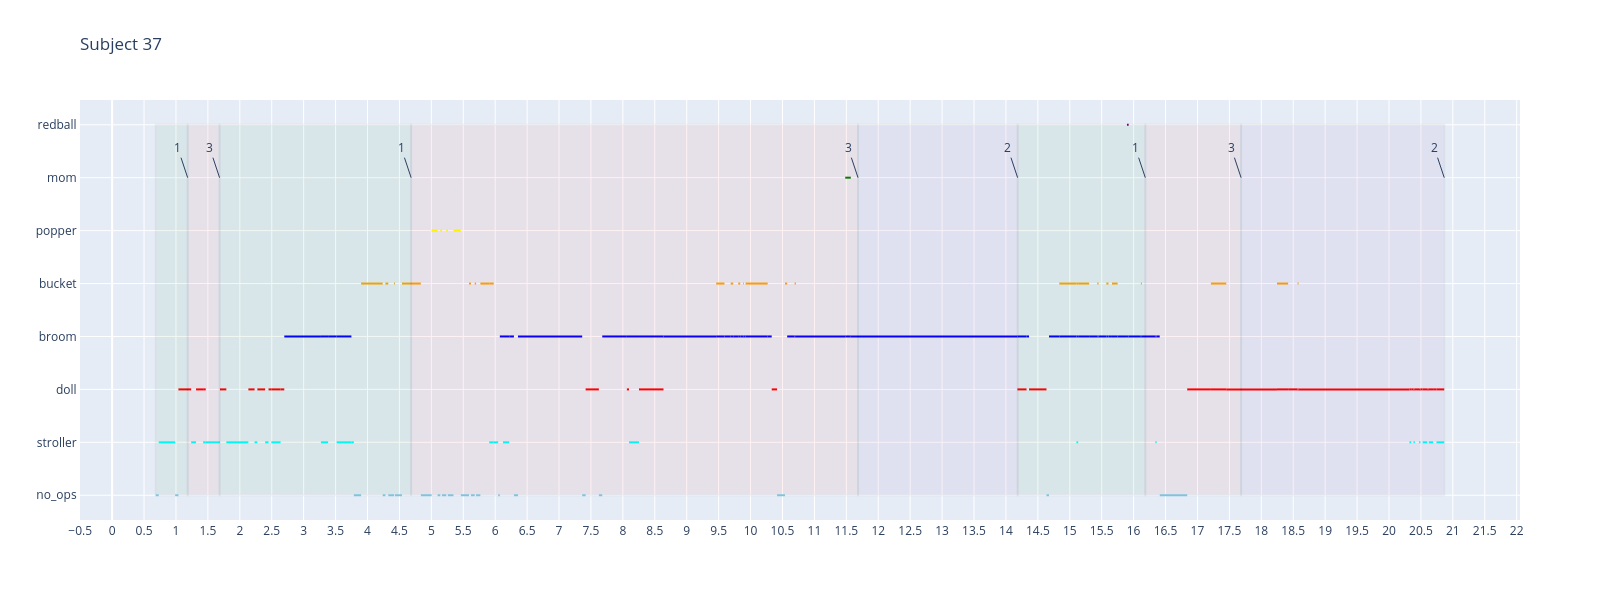 Subject 37
redball
1 3 1 3 2 1 3 2
mom
popper
bucket
broom
doll
stroller
no_ops
−0.5 0 0.5 1 1.5 2 2.5 3 3.5 4 4.5 5 5.5 6 6.5 7 7.5 8 8.5 9 9.5 10 10.5 11 11.5 12 12.5 13 13.5 14 14.5 15 15.5 16 16.5 17 17.5 18 18.5 19 19.5 20 20.5 21 21.5 22